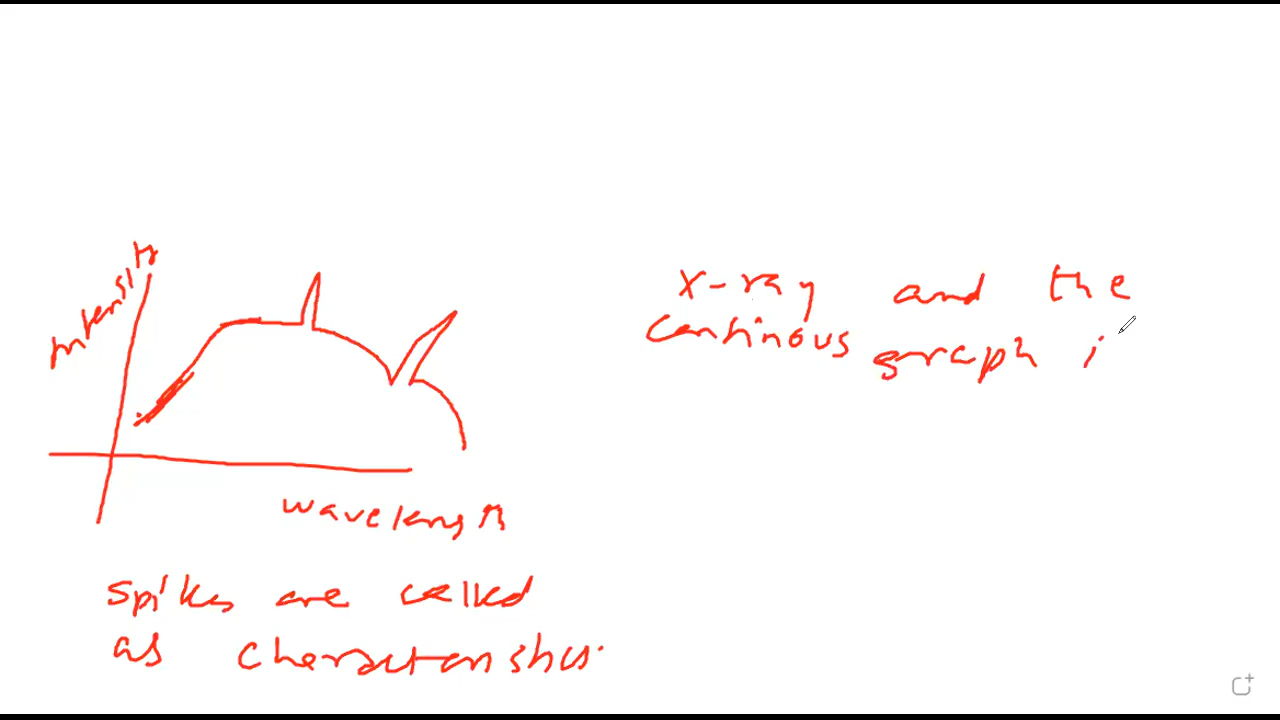 Intensity
wavelength
spikes are called
as characteristics
x-ray and the
continous graph i